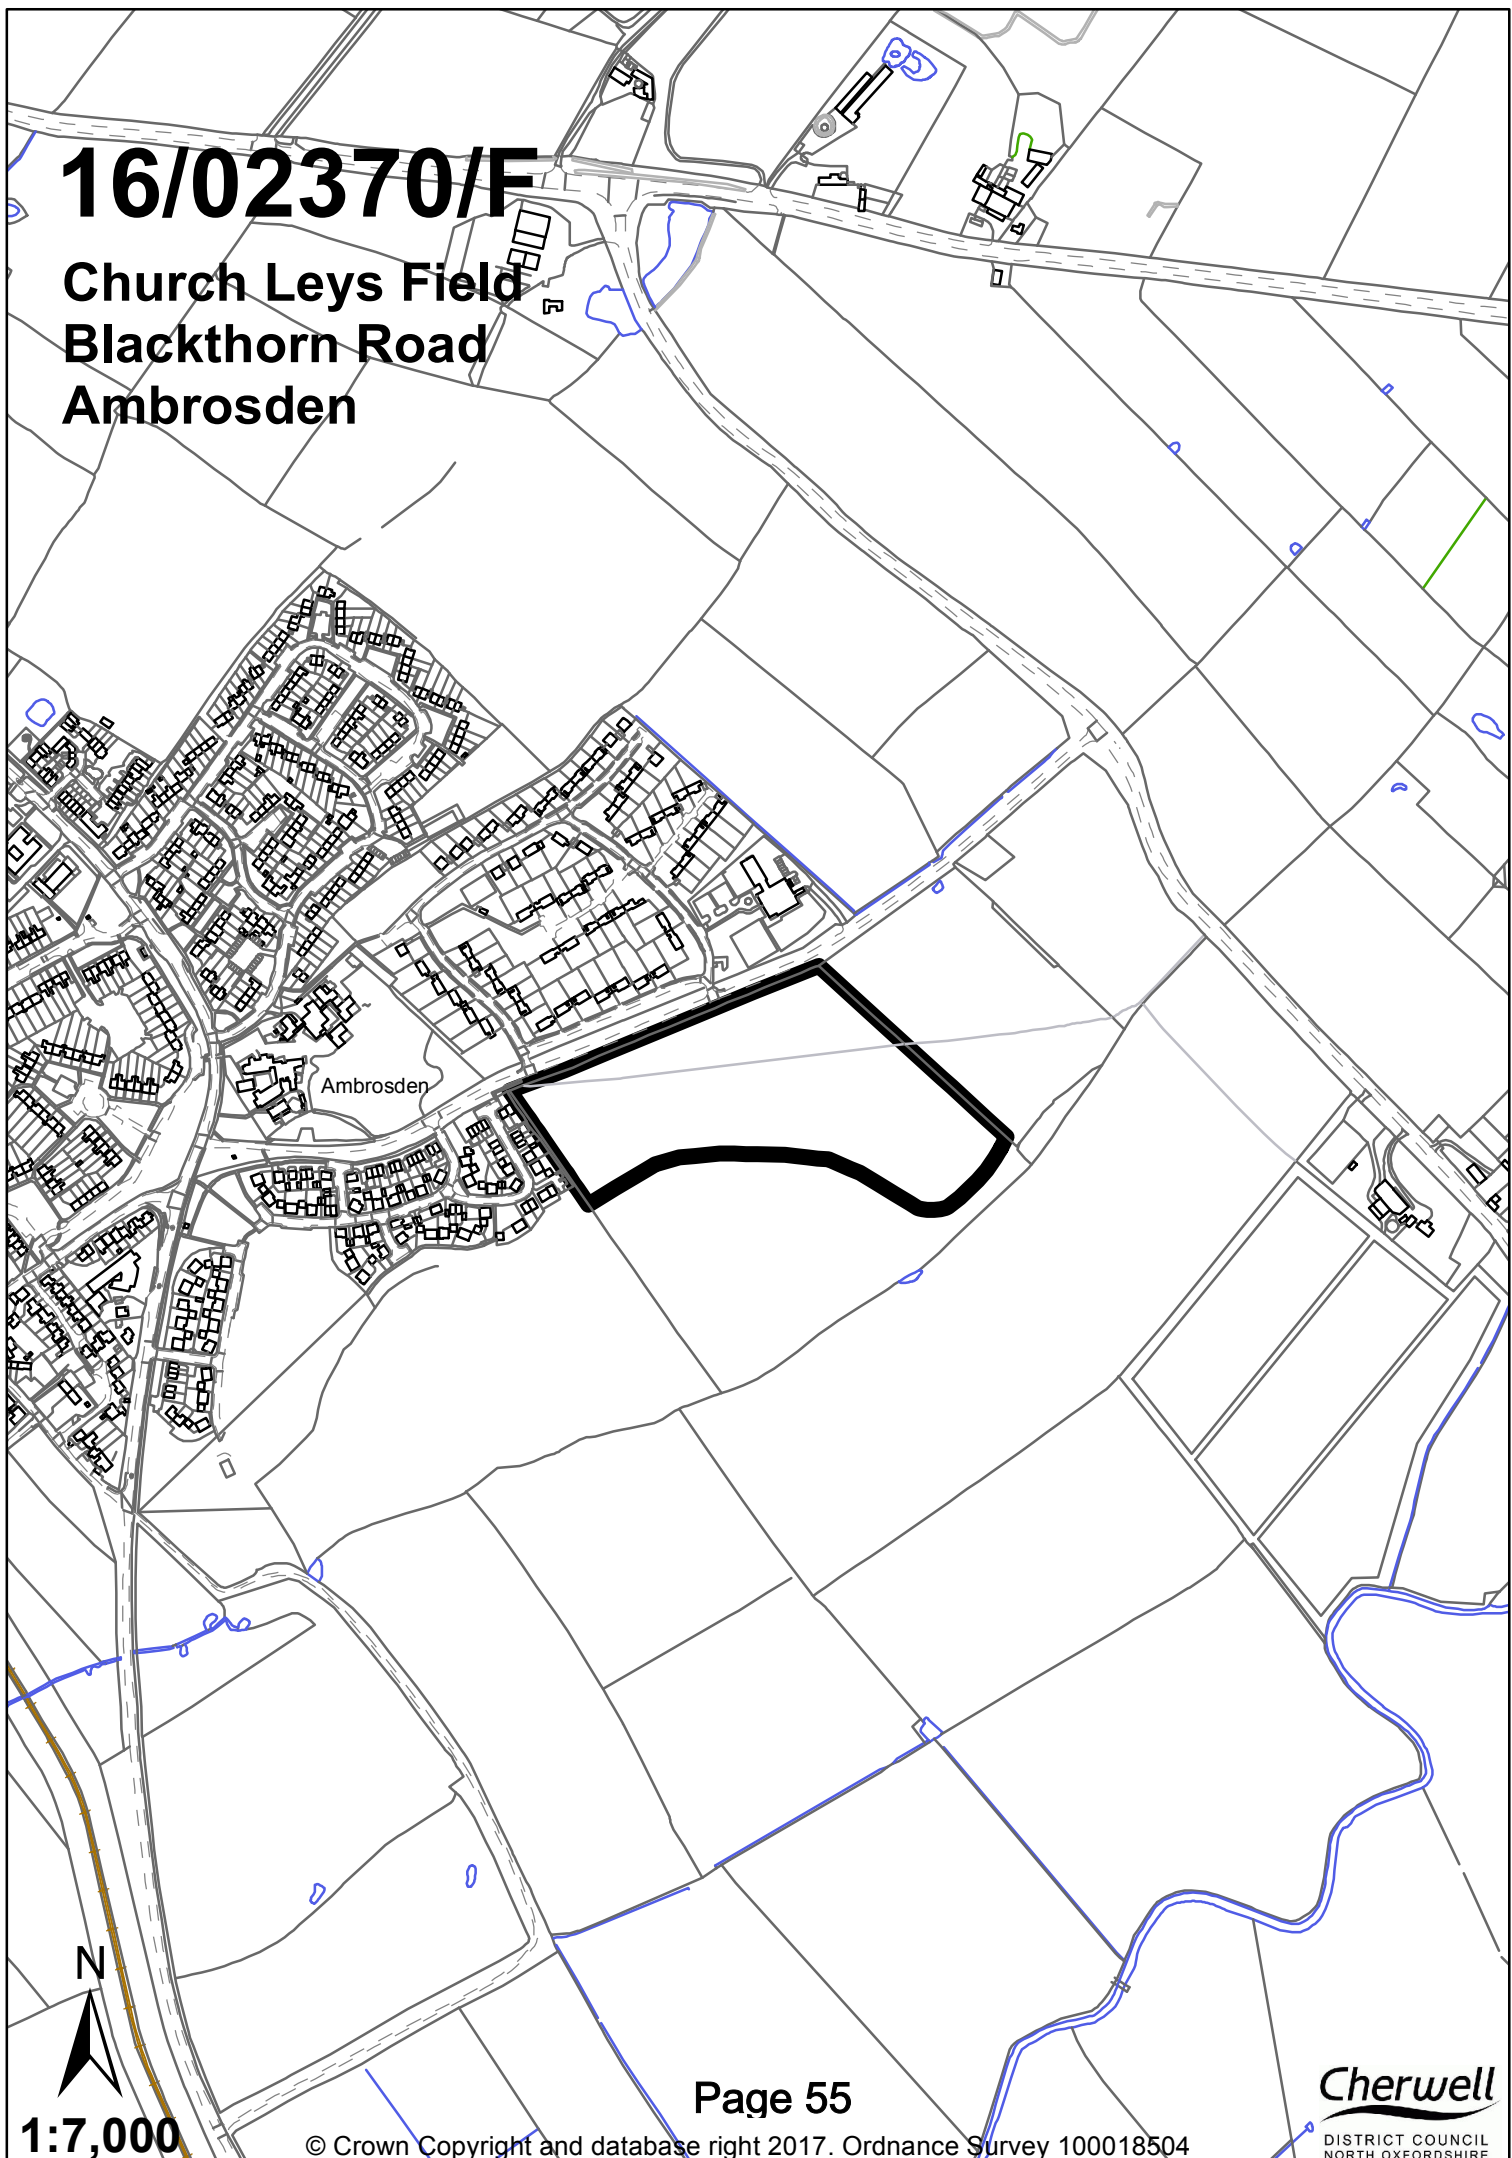 16/02370/F
Church Leys Field
Blackthorn Road
Ambrosden
Ambrosden
N
1:7,000
Page 55
© Crown Copyright and database right 2017. Ordnance Survey 100018504
Cherwell
DISTRICT COUNCIL
NORTH OXFORDSHIRE